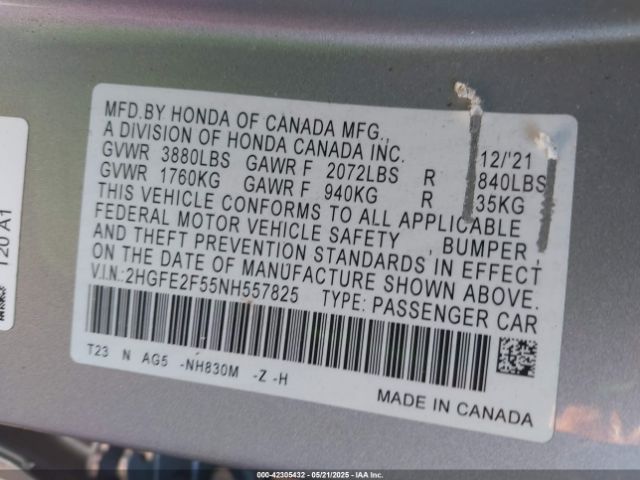 MFD.BY HONDA OF CANADA MFG.,
A DIVISION OF HONDA CANADA INC. 12/'21
GVWR 3880LBS GAWR F 2072LBS R 840LBS
GVWR 1760KG GAWR F 940KG R 35KG
THIS VEHICLE CONFORMS TO ALL APPLICABLE
FEDERAL MOTOR VEHICLE SAFETY , BUMPER,
AND THEFT PREVENTION STANDARDS IN EFFECT
ON THE DATE OF MANUFACTURE SHOWN ABOVE.
V.I.N.:2HGFE2F55NH557825 TYPE: PASSENGER CAR
T23 N AG5 -NH830M -Z -H
MADE IN CANADA
T20 A1
000-42305432 - 05/21/2025 - IAA Inc.